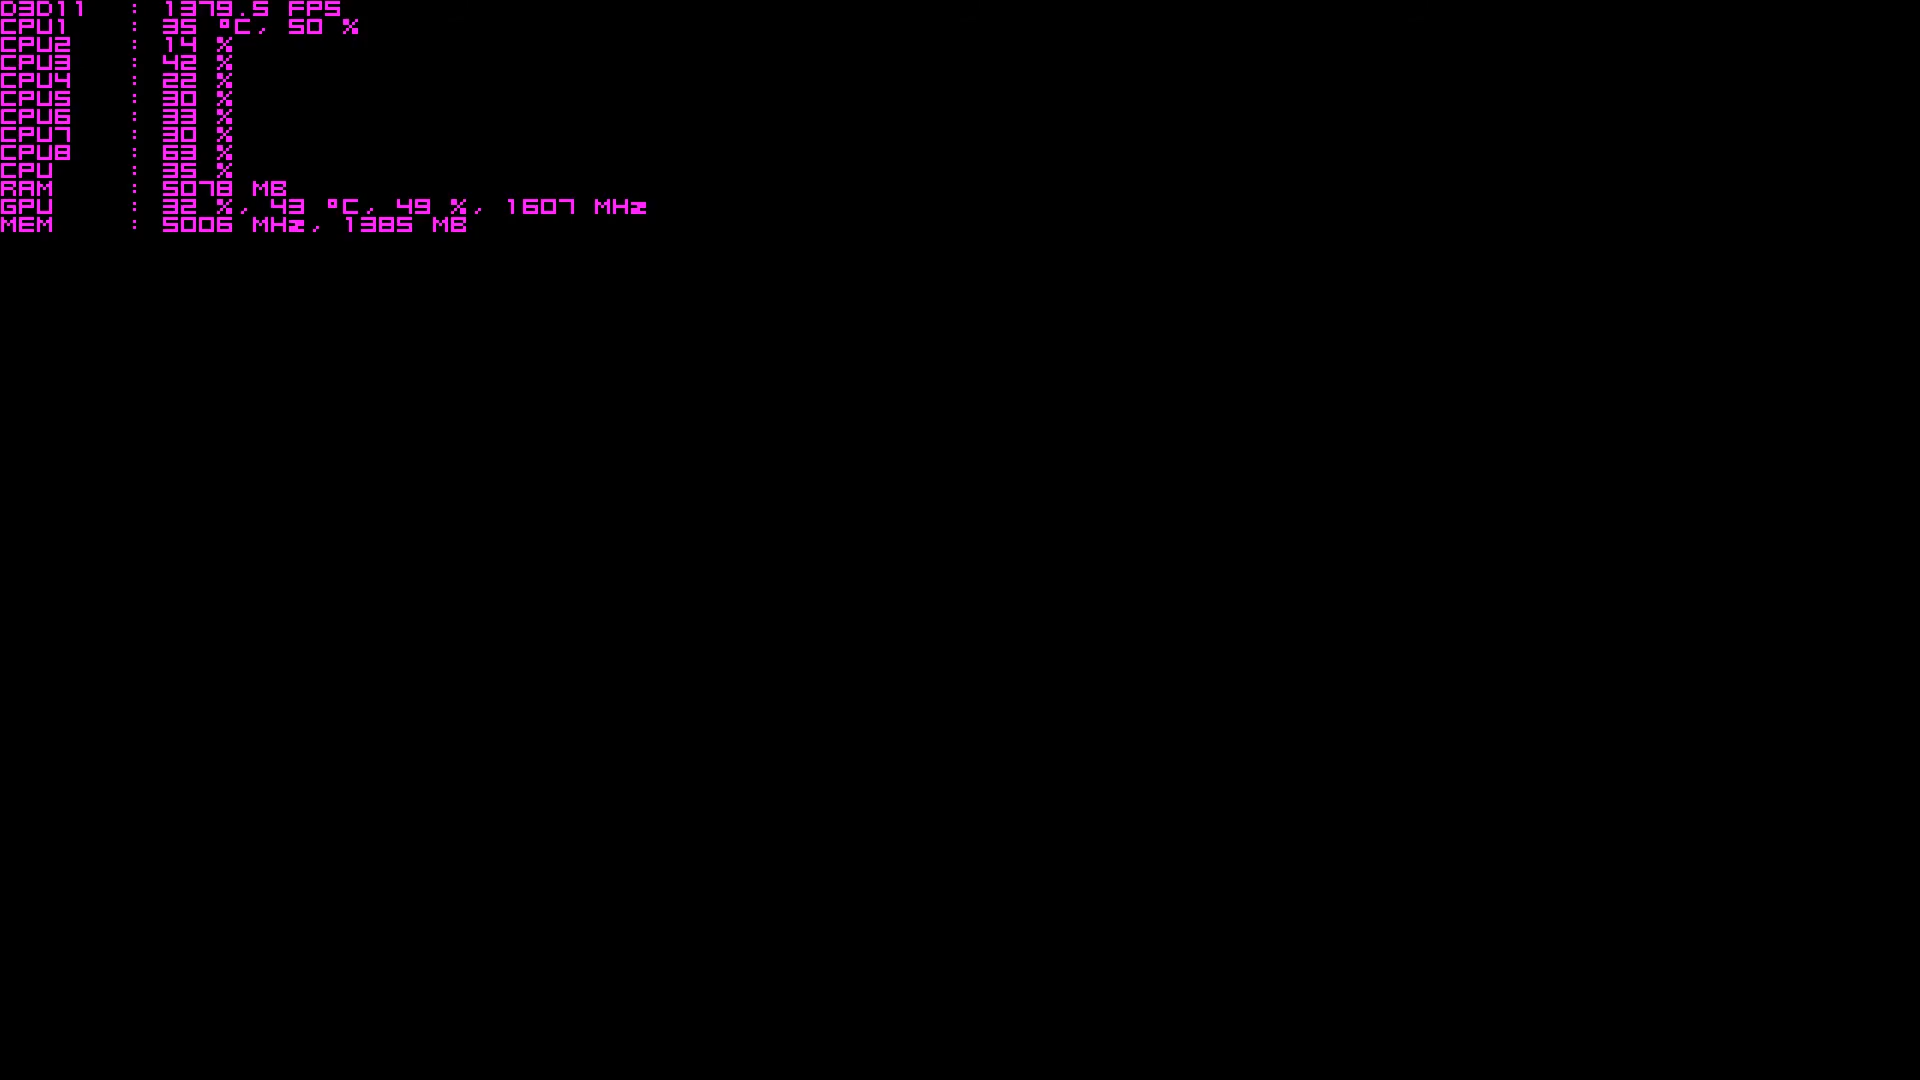 D3D11 : 1379.5 FPS
CPU1 : 35 °C, 50 %
CPU2 : 14 %
CPU3 : 42 %
CPU4 : 22 %
CPU5 : 30 %
CPU6 : 33 %
CPU7 : 30 %
CPU8 : 63 %
CPU : 35 %
RAM : 5078 MB
GPU : 32 %, 43 °C, 49 %, 1607 MHz
MEM : 5006 MHz, 1385 MB